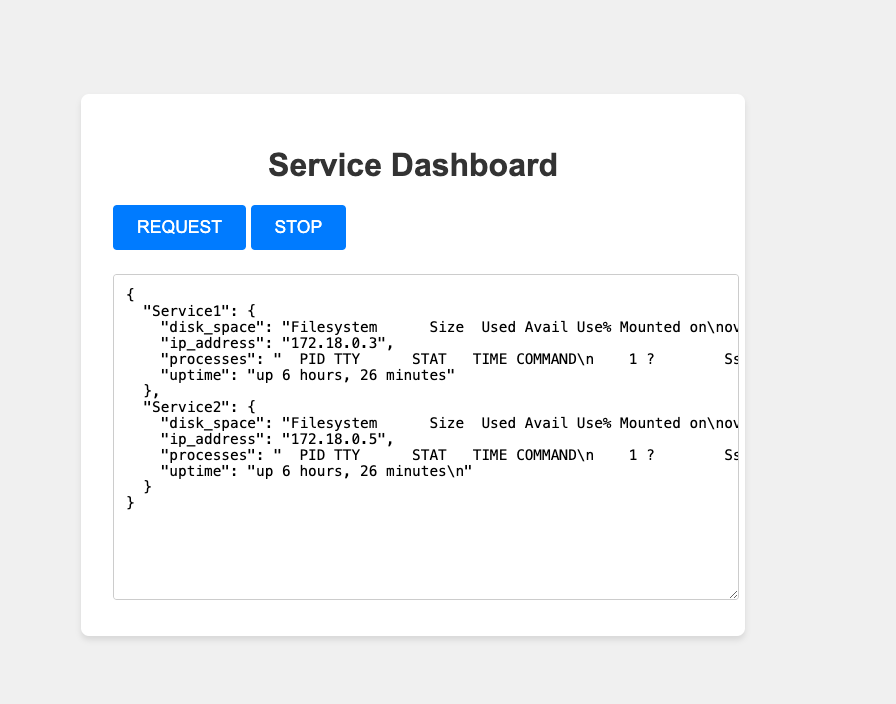 Service Dashboard
REQUEST STOP
{
  "Service1": {
    "disk_space": "Filesystem      Size  Used Avail Use% Mounted on\nov
    "ip_address": "172.18.0.3",
    "processes": "  PID TTY      STAT   TIME COMMAND\n    1 ?        Ss
    "uptime": "up 6 hours, 26 minutes"
  },
  "Service2": {
    "disk_space": "Filesystem      Size  Used Avail Use% Mounted on\nov
    "ip_address": "172.18.0.5",
    "processes": "  PID TTY      STAT   TIME COMMAND\n    1 ?        Ss
    "uptime": "up 6 hours, 26 minutes\n"
  }
}